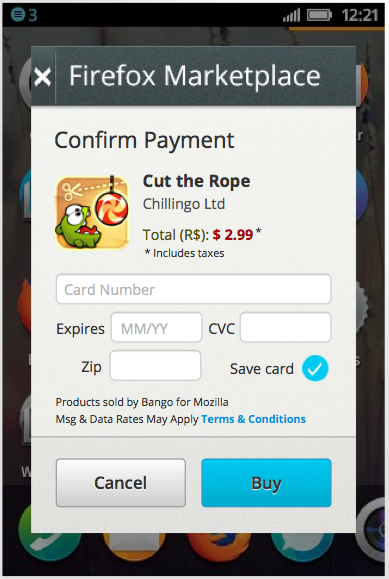 3 12:21
Firefox Marketplace
Confirm Payment
Cut the Rope
Chillingo Ltd
Total (R$): $ 2.99*
* Includes taxes
Card Number
Expires MM/YY CVC
Zip Save card
Products sold by Bango for Mozilla
Msg & Data Rates May Apply Terms & Conditions
Cancel Buy